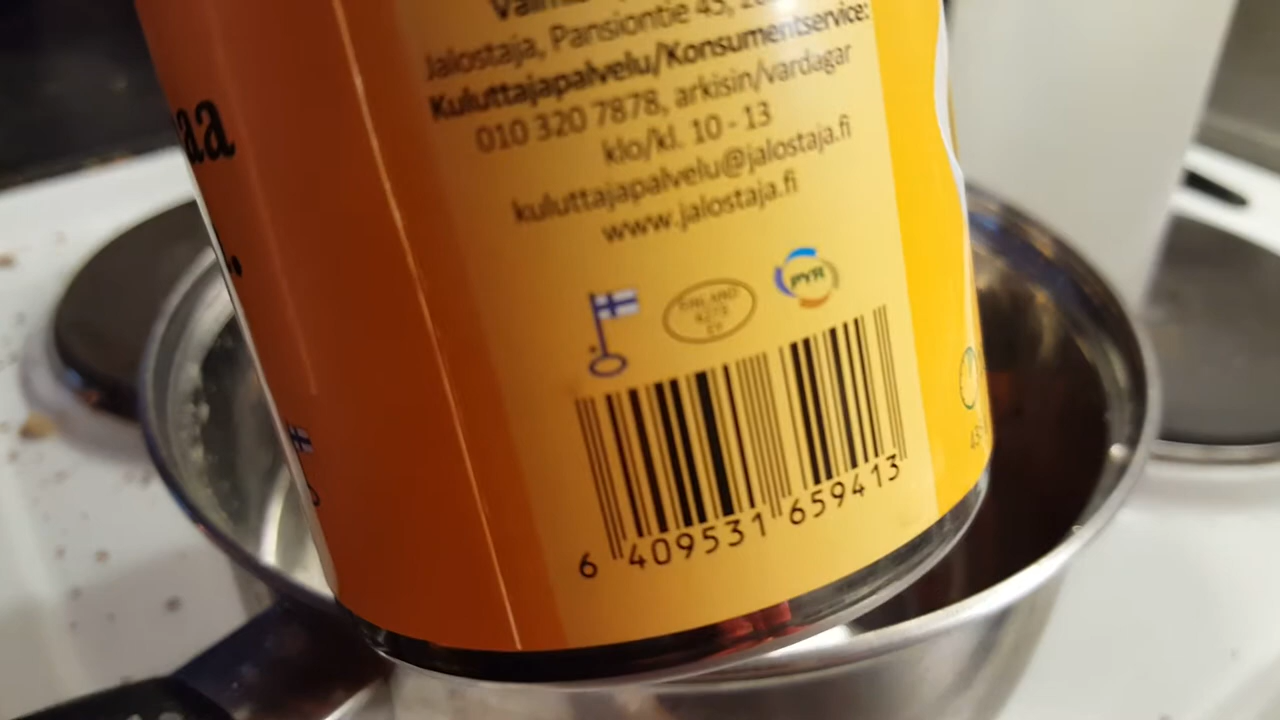 Jalostaja, Pansiontie 45,
Kuluttajapalvelu/Konsumentservice:
010 320 7878, arkisin/vardagar
klo/kl. 10 - 13
kuluttajapalvelu@jalostaja.fi
www.jalostaja.fi
FINLAND
PYR
6 409531 659413
aa